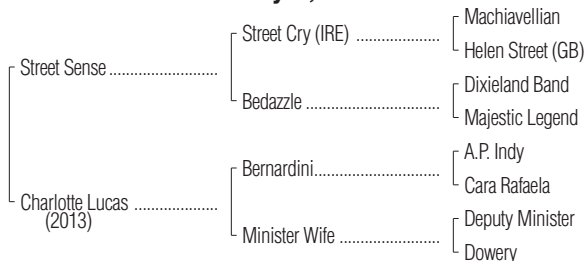 Machiavellian
Street Cry (IRE) ....................
Helen Street (GB)
Street Sense ..........................
Dixieland Band
Bedazzle ................................
Majestic Legend
A.P. Indy
Bernardini..............................
Cara Rafaela
Charlotte Lucas ....................
(2013)
Deputy Minister
Minister Wife ........................
Dowery